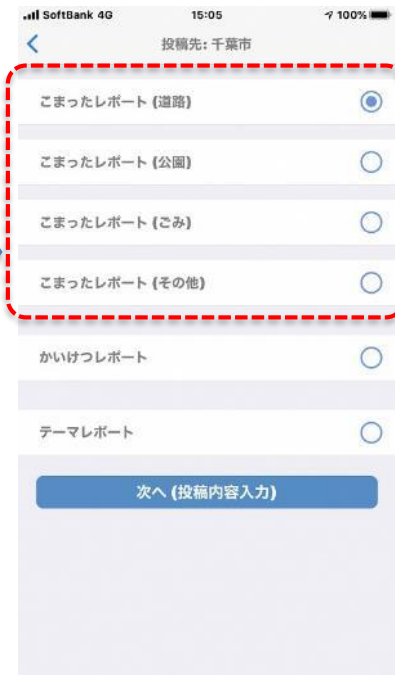 SoftBank 4G 15:05 100%
投稿先: 千葉市
こまったレポート (道路)
こまったレポート (公園)
こまったレポート (ごみ)
こまったレポート (その他)
かいけつレポート
テーマレポート
次へ (投稿内容入力)